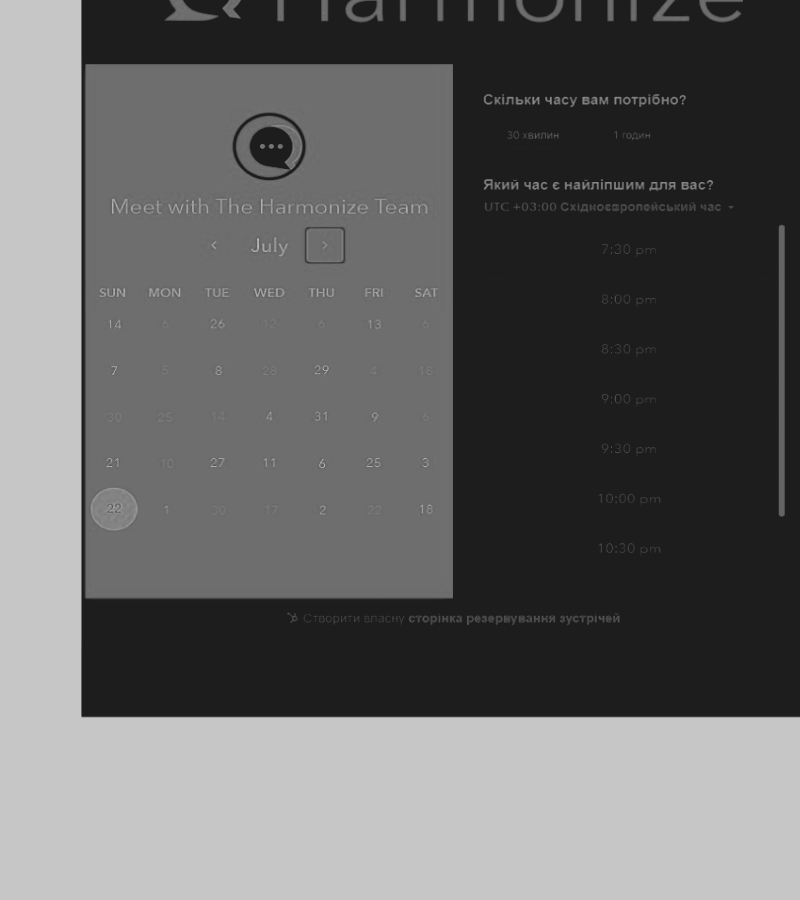 Harmonize
Meet with The Harmonize Team
July
SUN MON TUE WED THU FRI SAT
14 6 26 12 6 13 6
7 5 8 28 29 4 18
30 25 14 4 31 9 6
21 10 27 11 6 25 3
22 1 30 17 2 22 18
Скільки часу вам потрібно?
30 хвилин 1 годин
Який час є найліпшим для вас?
UTC +03:00 Східноєвропейський час
7:30 pm
8:00 pm
8:30 pm
9:00 pm
9:30 pm
10:00 pm
10:30 pm
Створити власну сторінка резервування зустрічей